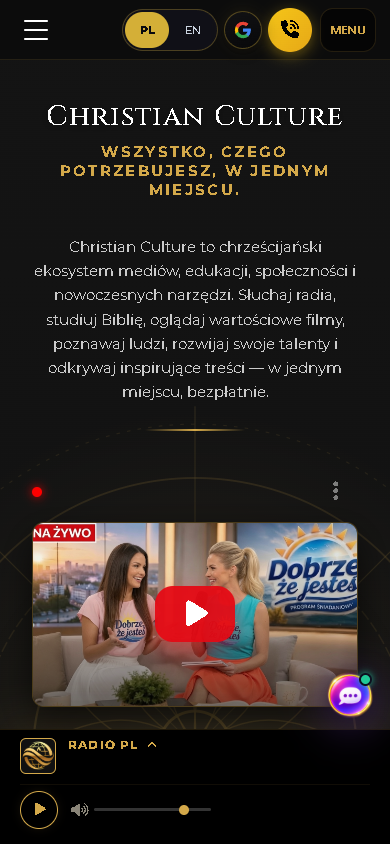 PL
EN
MENU
Christian Culture
WSZYSTKO, CZEGO
POTRZEBUJESZ, W JEDNYM
MIEJSCU.
Christian Culture to chrześcijański
ekosystem mediów, edukacji, społeczności i
nowoczesnych narzędzi. Słuchaj radia,
studiuj Biblię, oglądaj wartościowe filmy,
poznawaj ludzi, rozwijaj swoje talenty i
odkrywaj inspirujące treści — w jednym
miejscu, bezpłatnie.
NA ŻYWO
Dobrze,
że jesteś
PROGRAM ŚNIADANIOWY
Dobrze,
że jesteś
RADIO PL